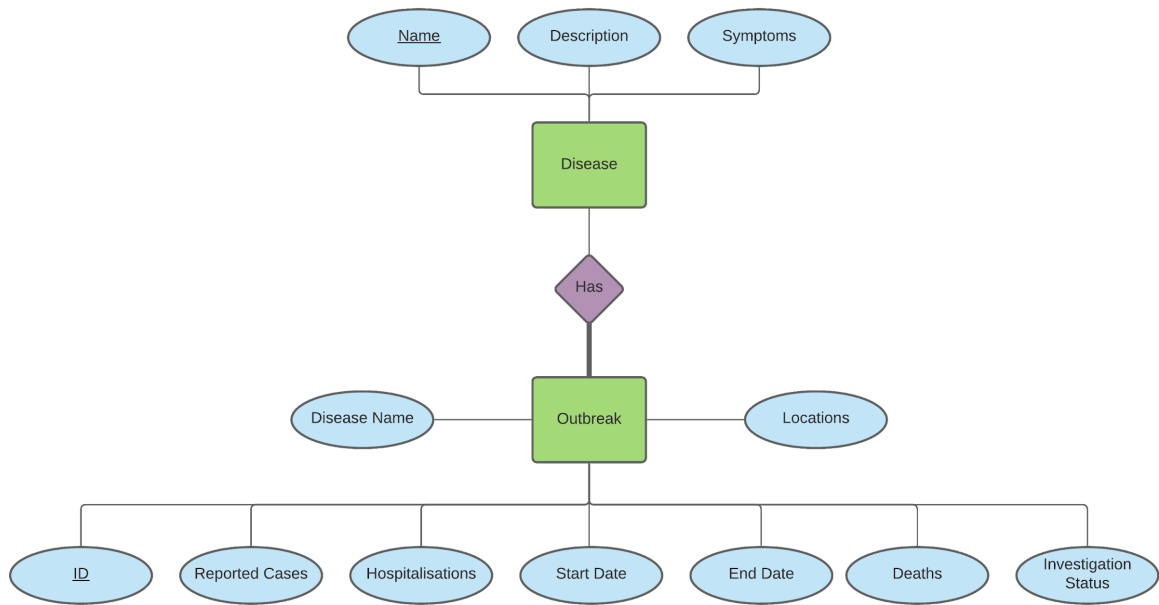 Name
Description
Symptoms
Disease
Has
Disease Name
Outbreak
Locations
ID
Reported Cases
Hospitalisations
Start Date
End Date
Deaths
Investigation
Status